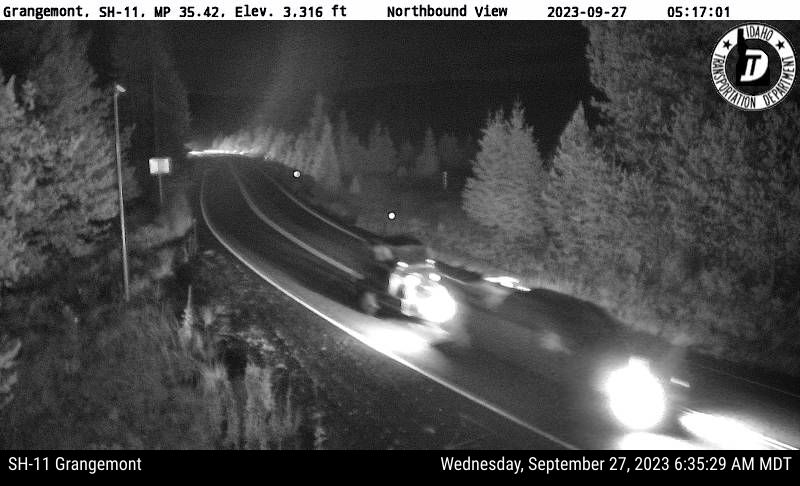 Grangemont, SH-11, MP 35.42, Elev. 3,316 ft Northbound View 2023-09-27 05:17:01
IDAHO
TRANSPORTATION DEPARTMENT
SH-11 Grangemont Wednesday, September 27, 2023 6:35:29 AM MDT